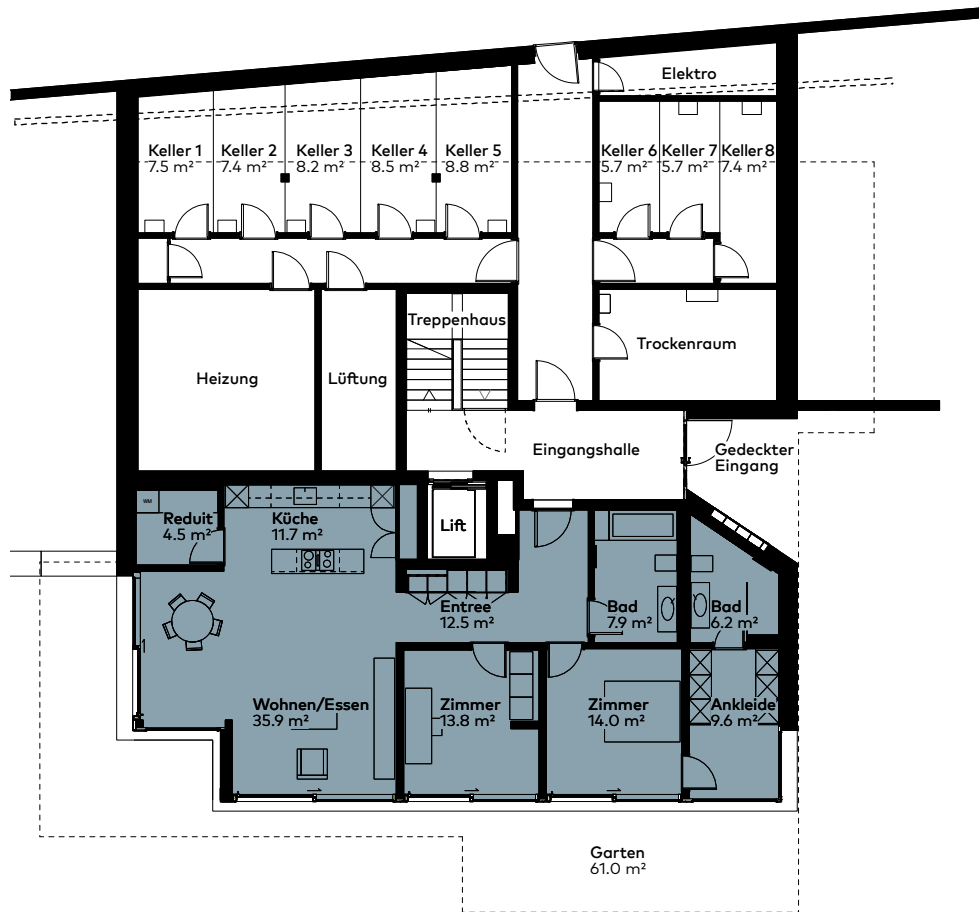 Elektro
Keller 1
7.5 m²
Keller 2
7.4 m²
Keller 3
8.2 m²
Keller 4
8.5 m²
Keller 5
8.8 m²
Keller 6
5.7 m²
Keller 7
5.7 m²
Keller 8
7.4 m²
Treppenhaus
Trockenraum
Heizung
Lüftung
Eingangshalle
Gedeckter
Eingang
WM
Reduit
4.5 m²
Küche
11.7 m²
Lift
Entree
12.5 m²
Bad
7.9 m²
Bad
6.2 m²
1
Wohnen/Essen
35.9 m²
Zimmer
13.8 m²
Zimmer
14.0 m²
Ankleide
9.6 m²
Garten
61.0 m²